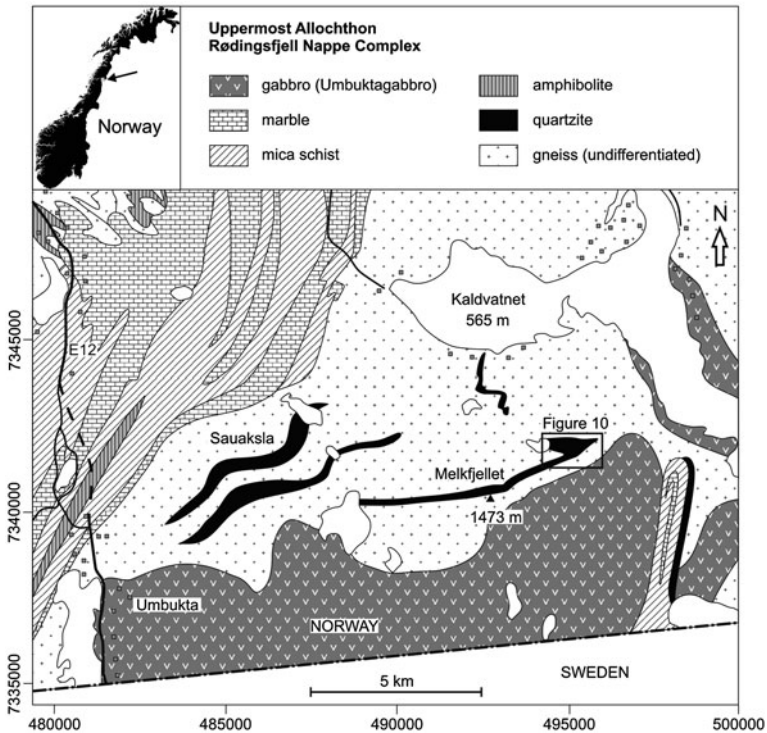 Norway
Uppermost Allochthon
Rødingsfjell Nappe Complex
gabbro (Umbuktagabbro)
marble
mica schist
amphibolite
quartzite
gneiss (undifferentiated)
N
Kaldvatnet
565 m
7345000
E12
Figure 10
Sauaksla
Melkfjellet
7340000
1473 m
Umbukta
NORWAY
SWEDEN
7335000
5 km
480000
485000
490000
495000
500000